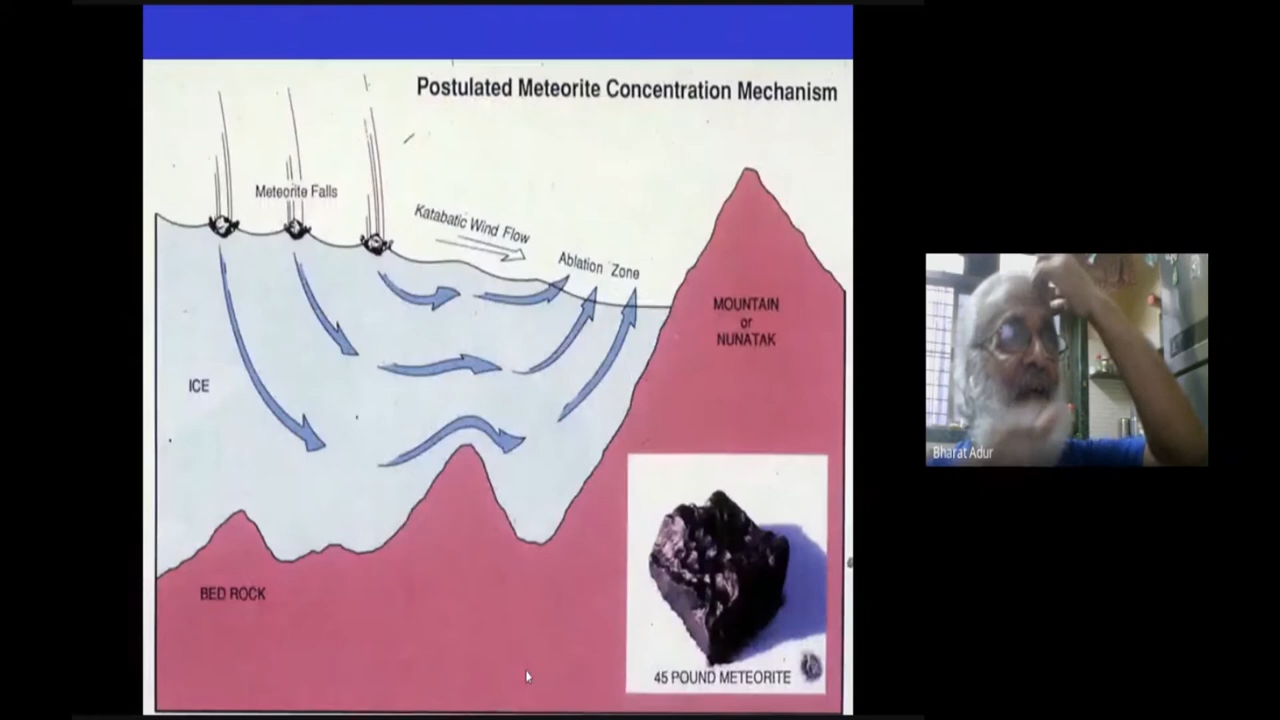 Postulated Meteorite Concentration Mechanism
Meteorite Falls
Katabatic Wind Flow
Ablation Zone
MOUNTAIN
or
NUNATAK
ICE
BED ROCK
45 POUND METEORITE
Bharat Adur